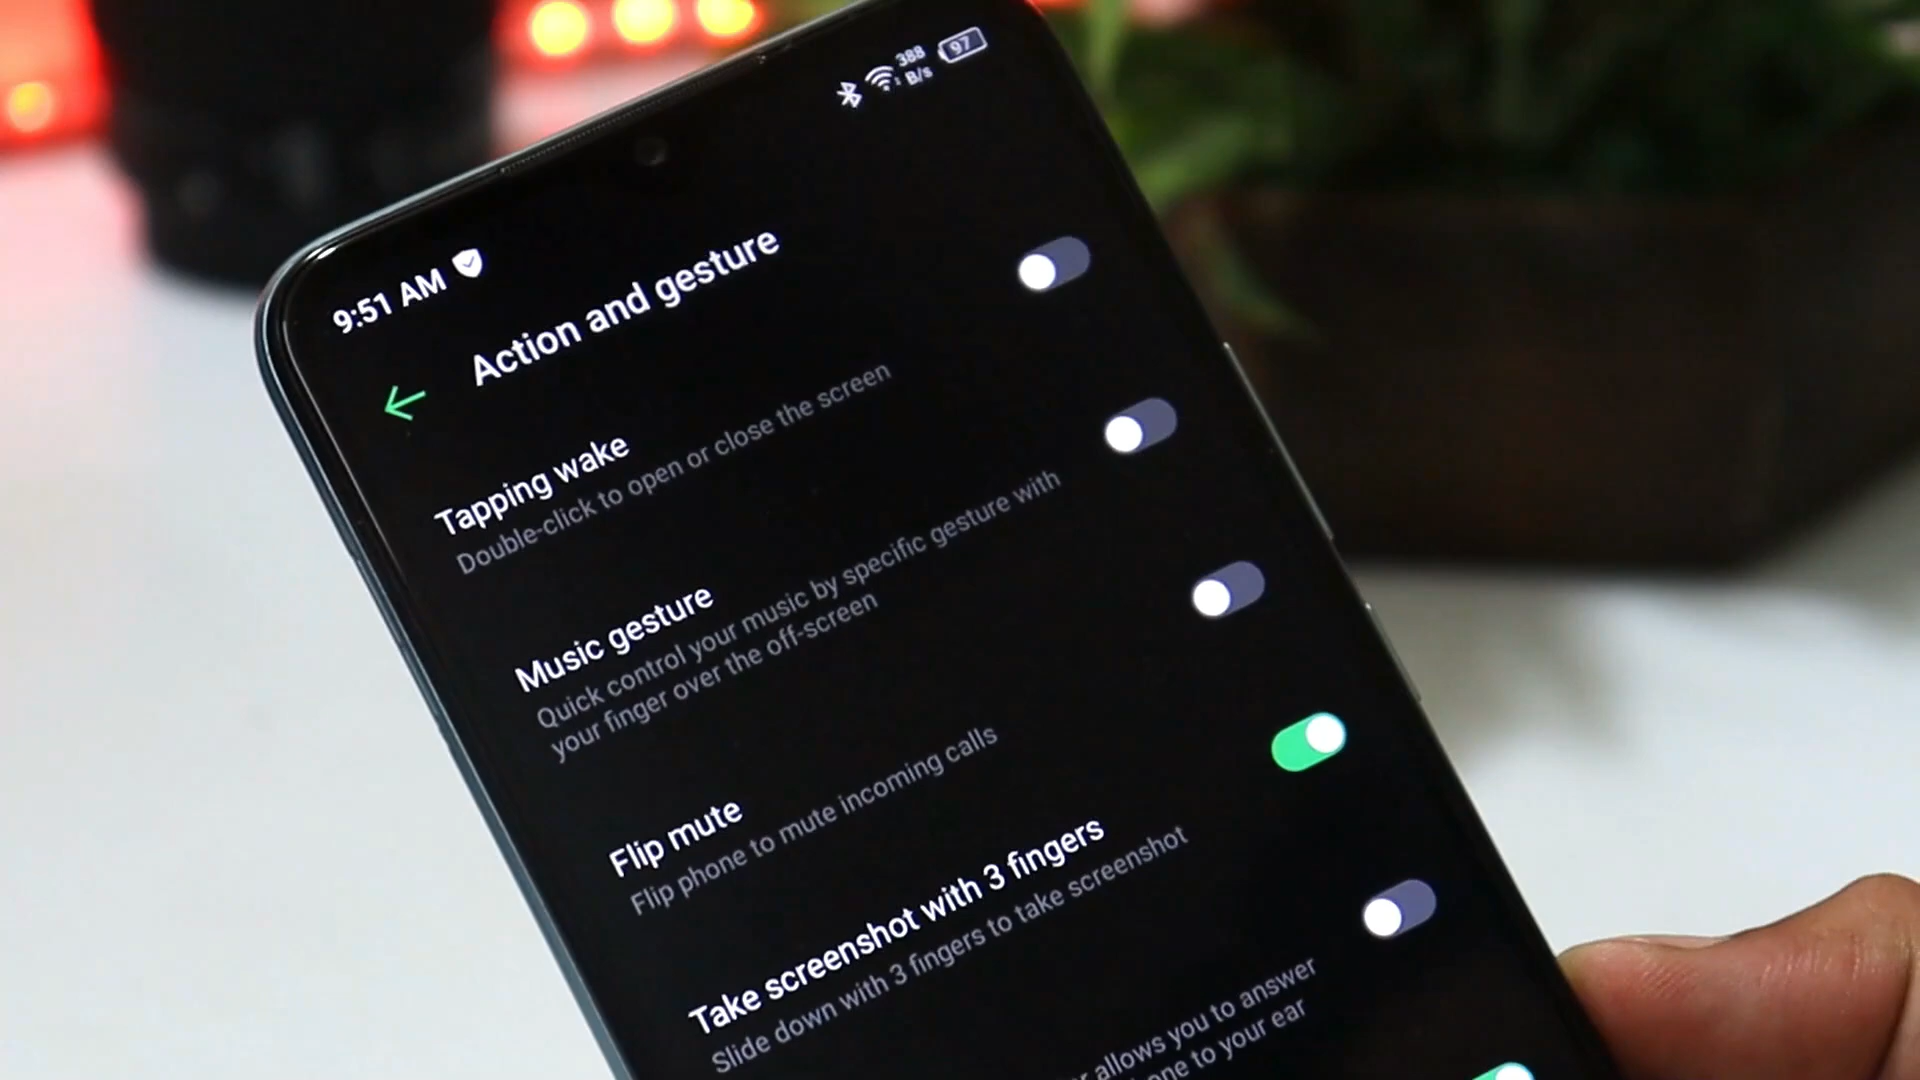 9:51 AM
388
B/s
97
Action and gesture
Tapping wake
Double-click to open or close the screen
Music gesture
Quick control your music by specific gesture with
your finger over the off-screen
Flip mute
Flip phone to mute incoming calls
Take screenshot with 3 fingers
Slide down with 3 fingers to take screenshot
allows you to answer
to your ear